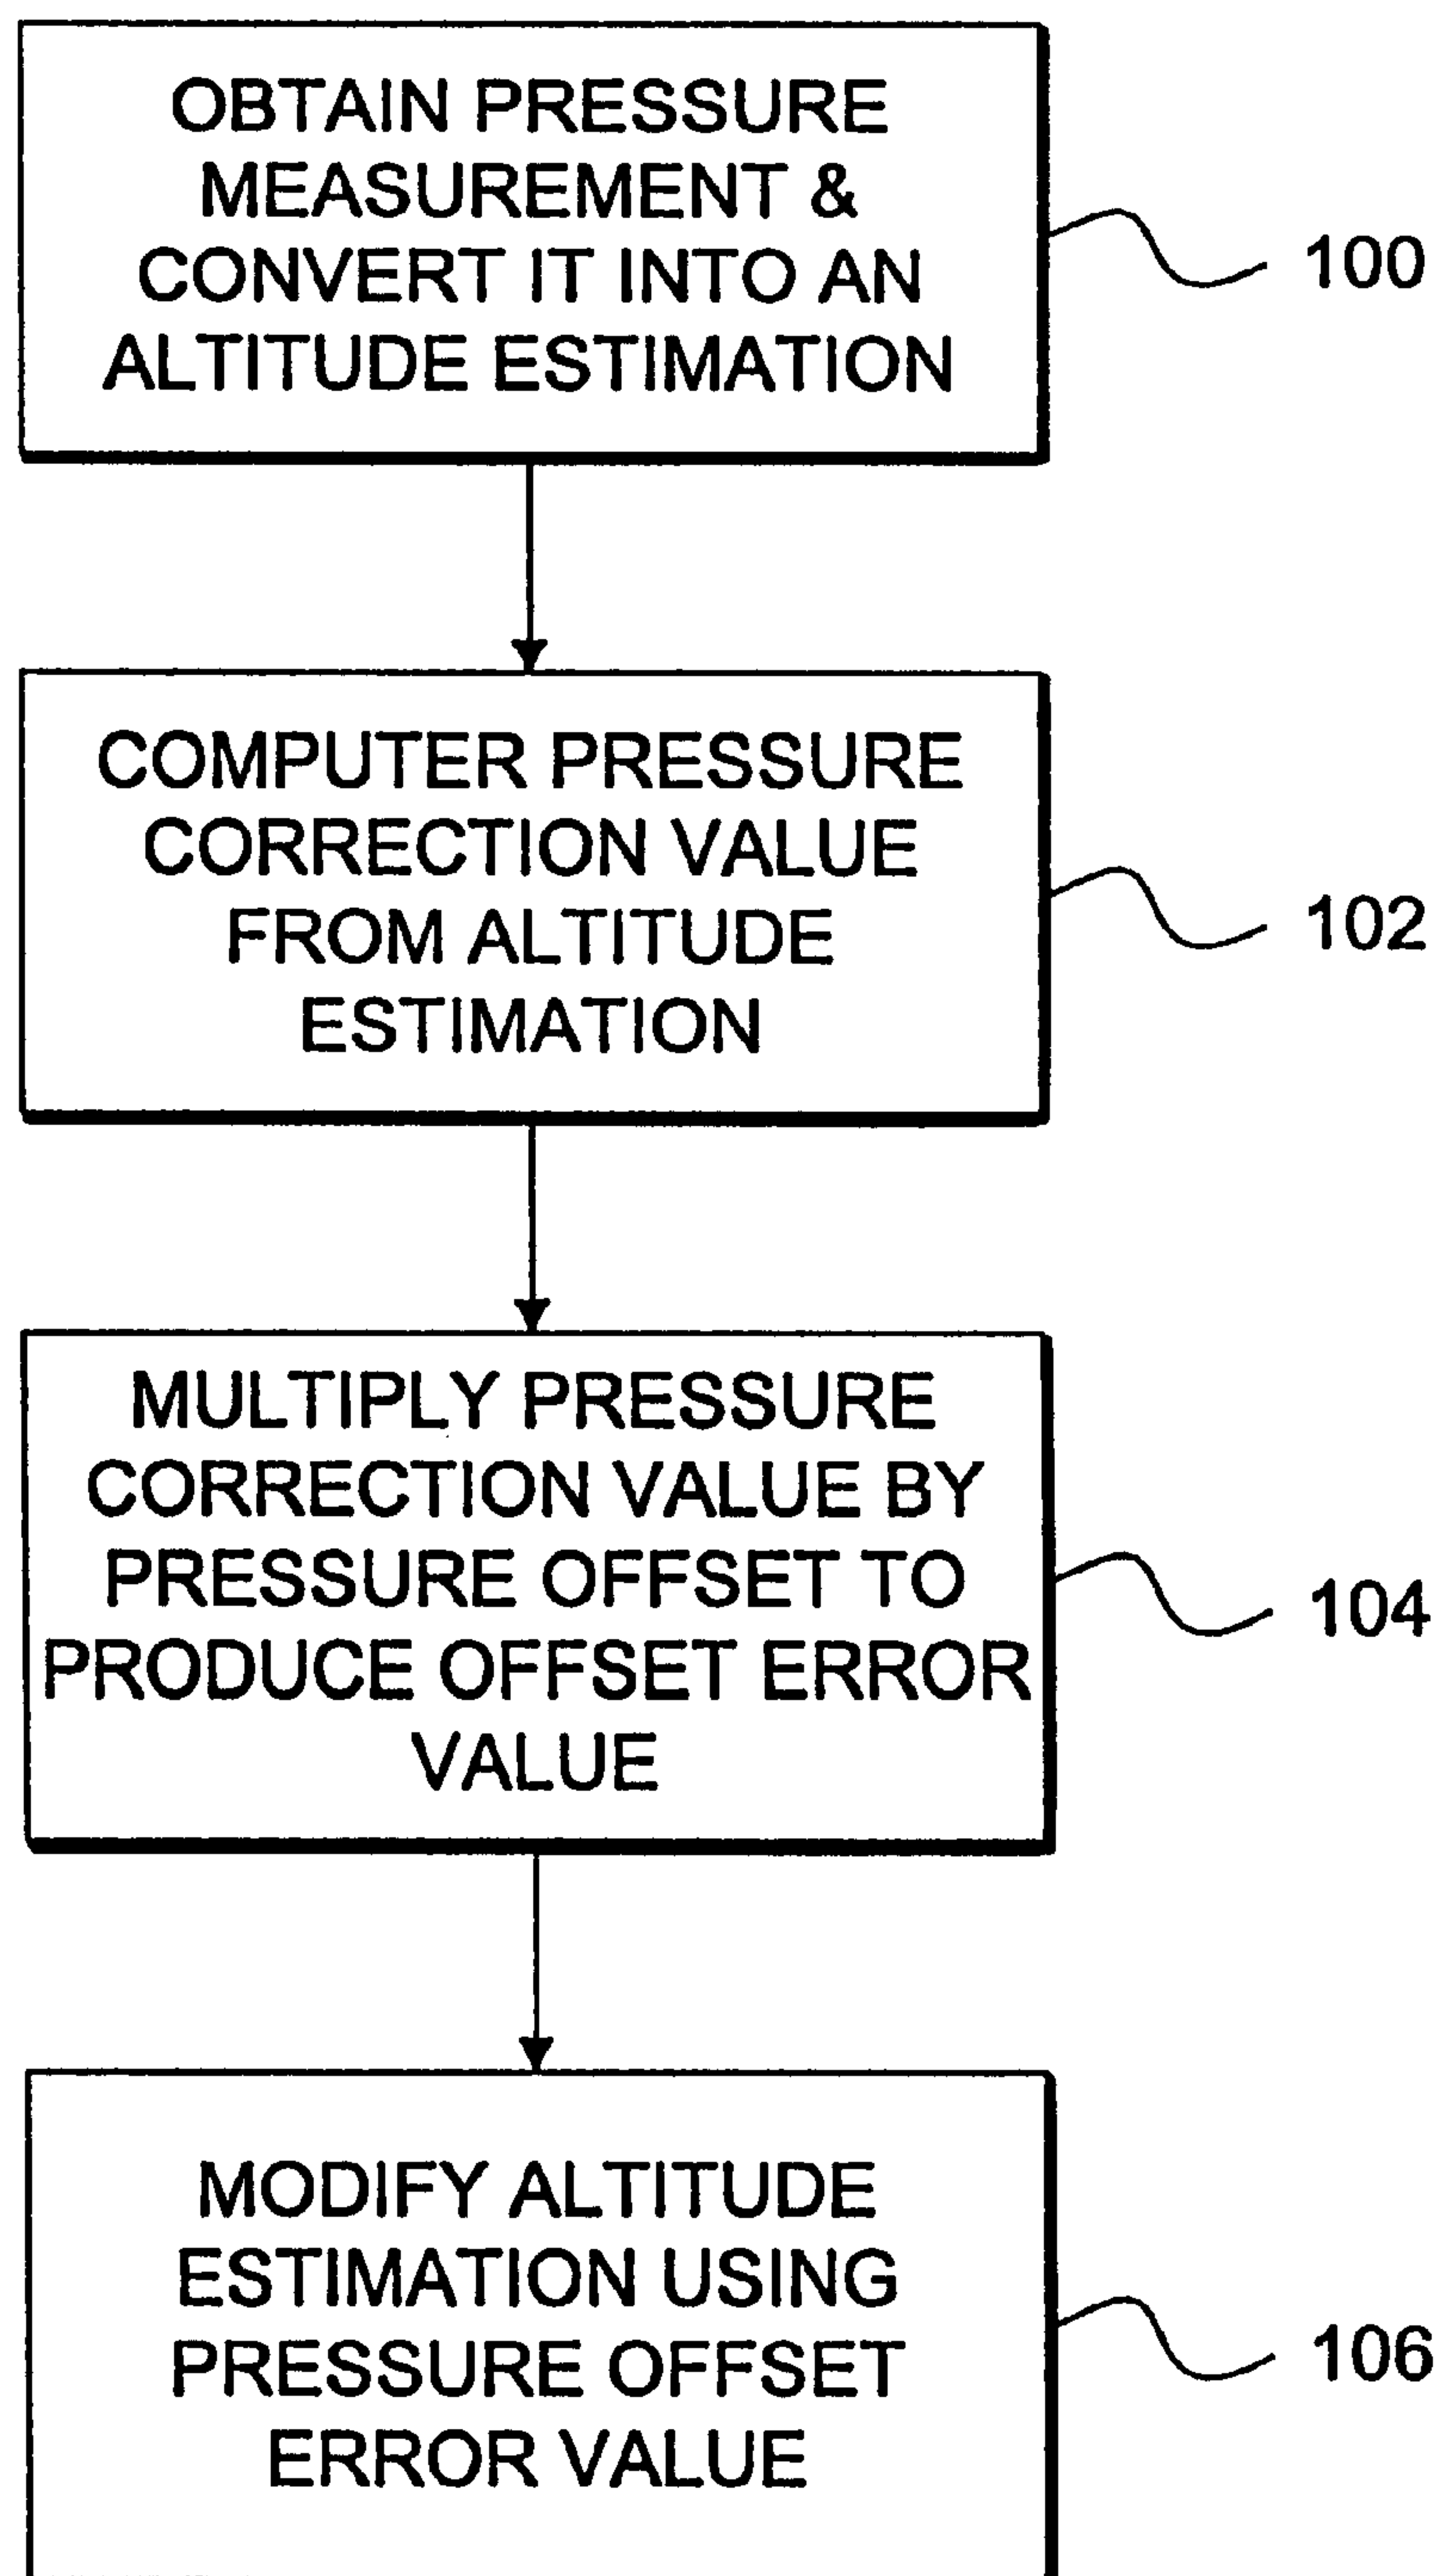 OBTAIN PRESSURE
MEASUREMENT &
CONVERT IT INTO AN
ALTITUDE ESTIMATION
100
COMPUTER PRESSURE
CORRECTION VALUE
FROM ALTITUDE
ESTIMATION
102
MULTIPLY PRESSURE
CORRECTION VALUE BY
PRESSURE OFFSET TO
PRODUCE OFFSET ERROR
VALUE
104
MODIFY ALTITUDE
ESTIMATION USING
PRESSURE OFFSET
ERROR VALUE
106